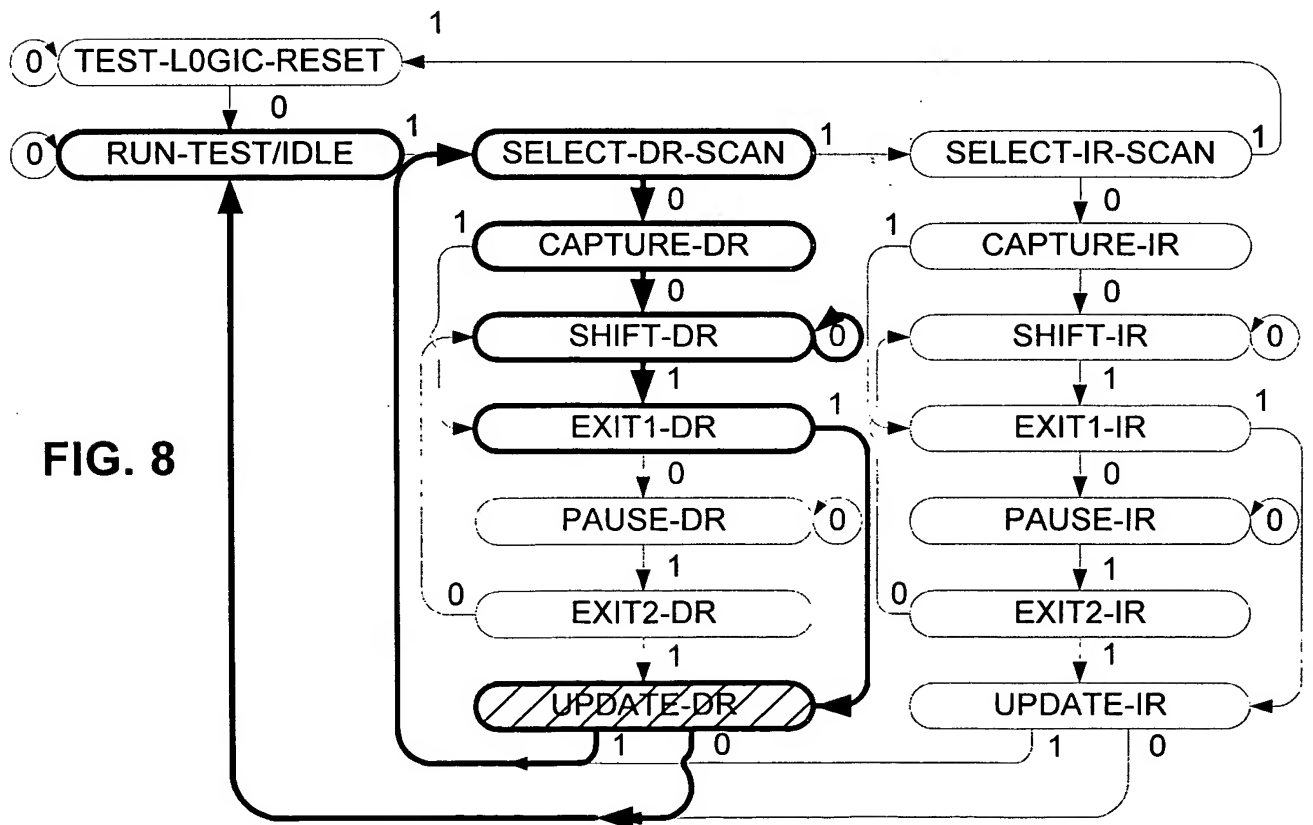 1
0 TEST-L0GIC-RESET
0
0 RUN-TEST/IDLE 1 SELECT-DR-SCAN 1 SELECT-IR-SCAN 1
0 0
1 CAPTURE-DR 1 CAPTURE-IR
0 0
SHIFT-DR 0 SHIFT-IR 0
1 1
EXIT1-DR 1 EXIT1-IR 1
FIG. 8
0 0
PAUSE-DR 0 PAUSE-IR 0
1 1
0 EXIT2-DR 0 EXIT2-IR
1 1
UPDATE-DR UPDATE-IR
1 0 1 0